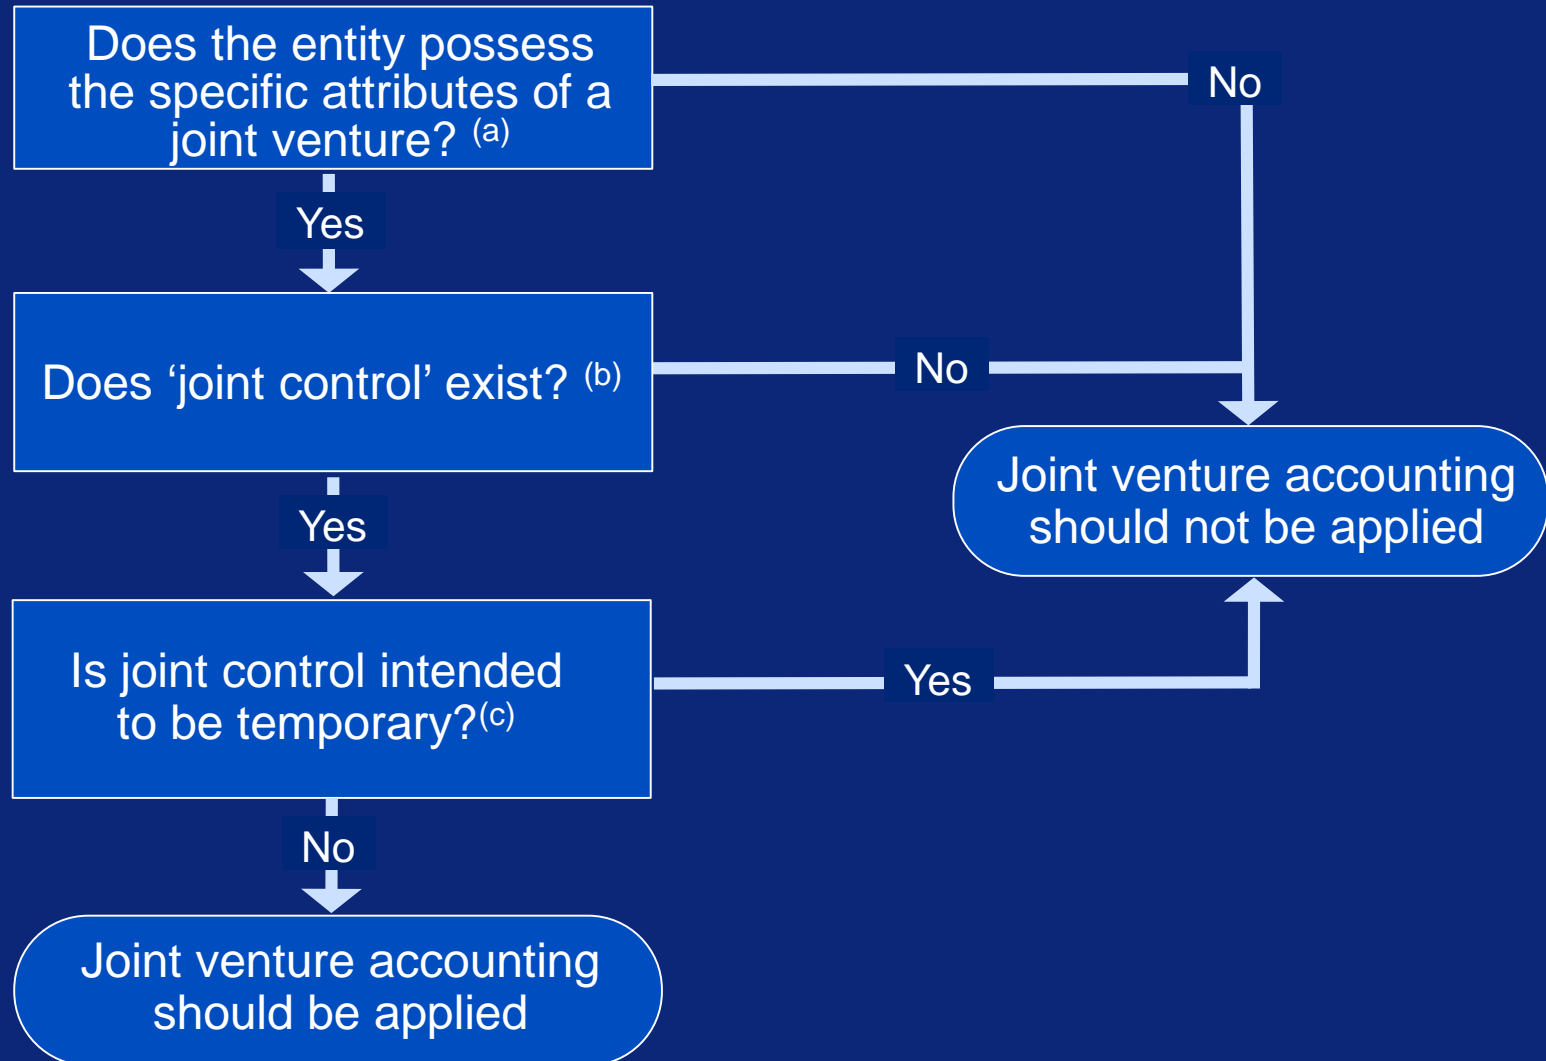 Does the entity possess
the specific attributes of a
joint venture? (a)
No
Yes
Does ‘joint control’ exist? (b)
No
Joint venture accounting
should not be applied
Yes
Is joint control intended
to be temporary?(c)
Yes
No
Joint venture accounting
should be applied